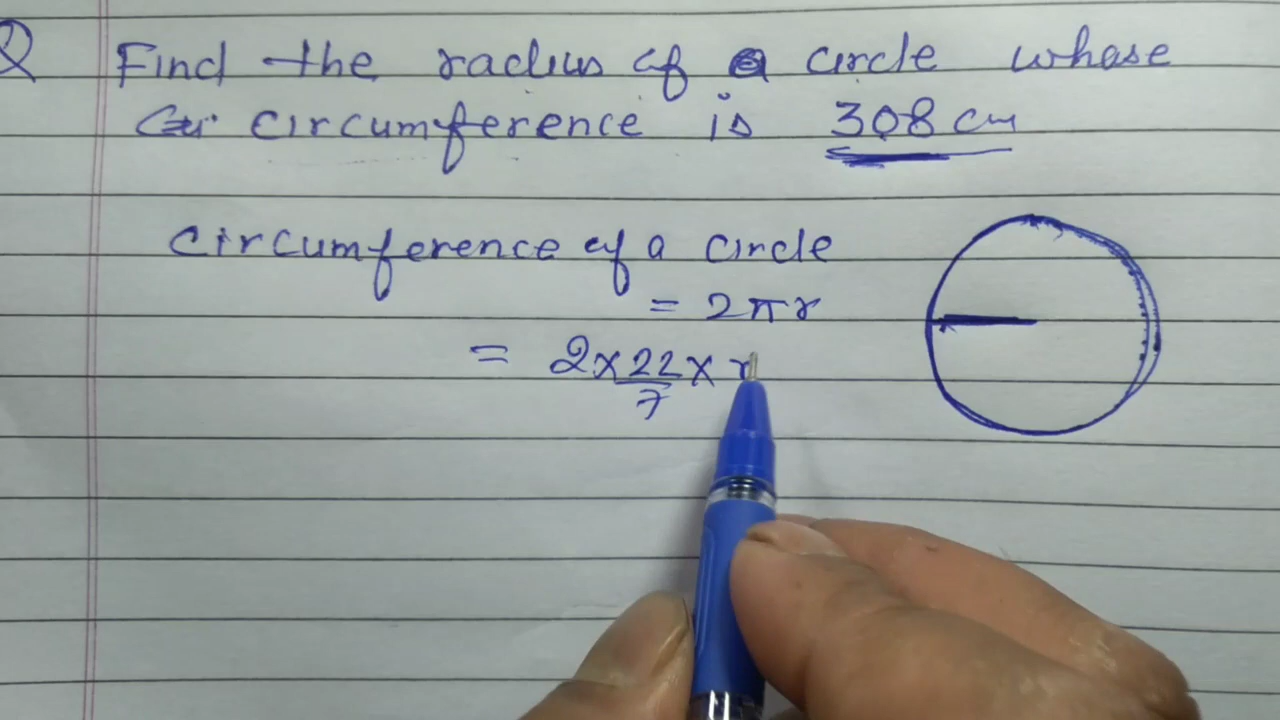 Q Find the radius of a circle whose
circumference is 308 cm
Circumference of a circle
= 2πr
= 2 × 22/7 × r